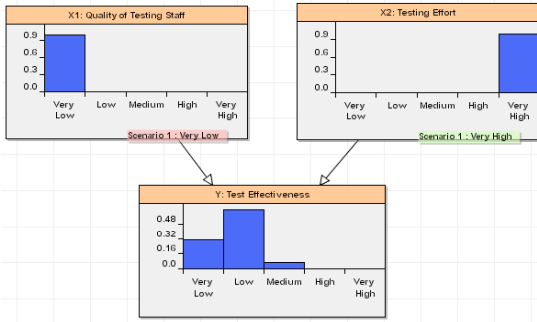 X1: Quality of Testing Staff
0.9
0.6
0.3
0.0
Very Low
Low
Medium
High
Very High
Scenario 1 : Very Low
X2: Testing Effort
0.9
0.6
0.3
0.0
Very Low
Low
Medium
High
Very High
Scenario 1 : Very High
Y: Test Effectiveness
0.48
0.32
0.16
0.0
Very Low
Low
Medium
High
Very High